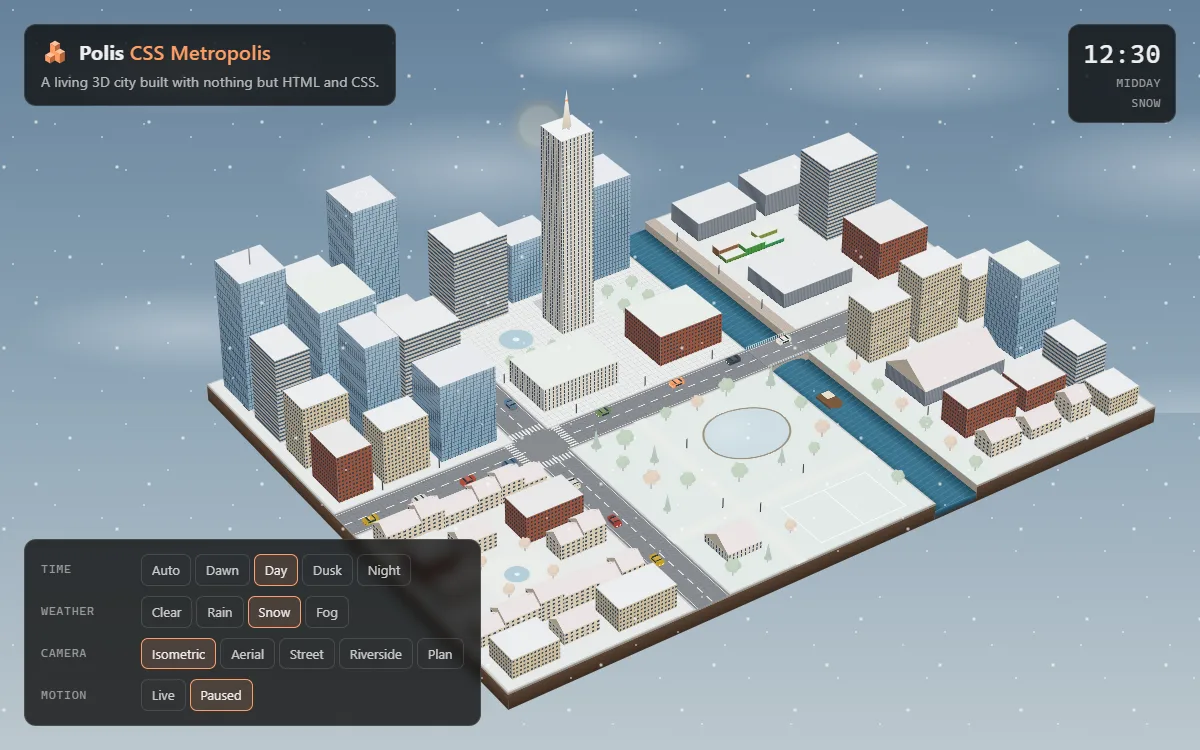 Polis CSS Metropolis
A living 3D city built with nothing but HTML and CSS.
12:30
MIDDAY
SNOW
TIME Auto Dawn Day Dusk Night
WEATHER Clear Rain Snow Fog
CAMERA Isometric Aerial Street Riverside Plan
MOTION Live Paused